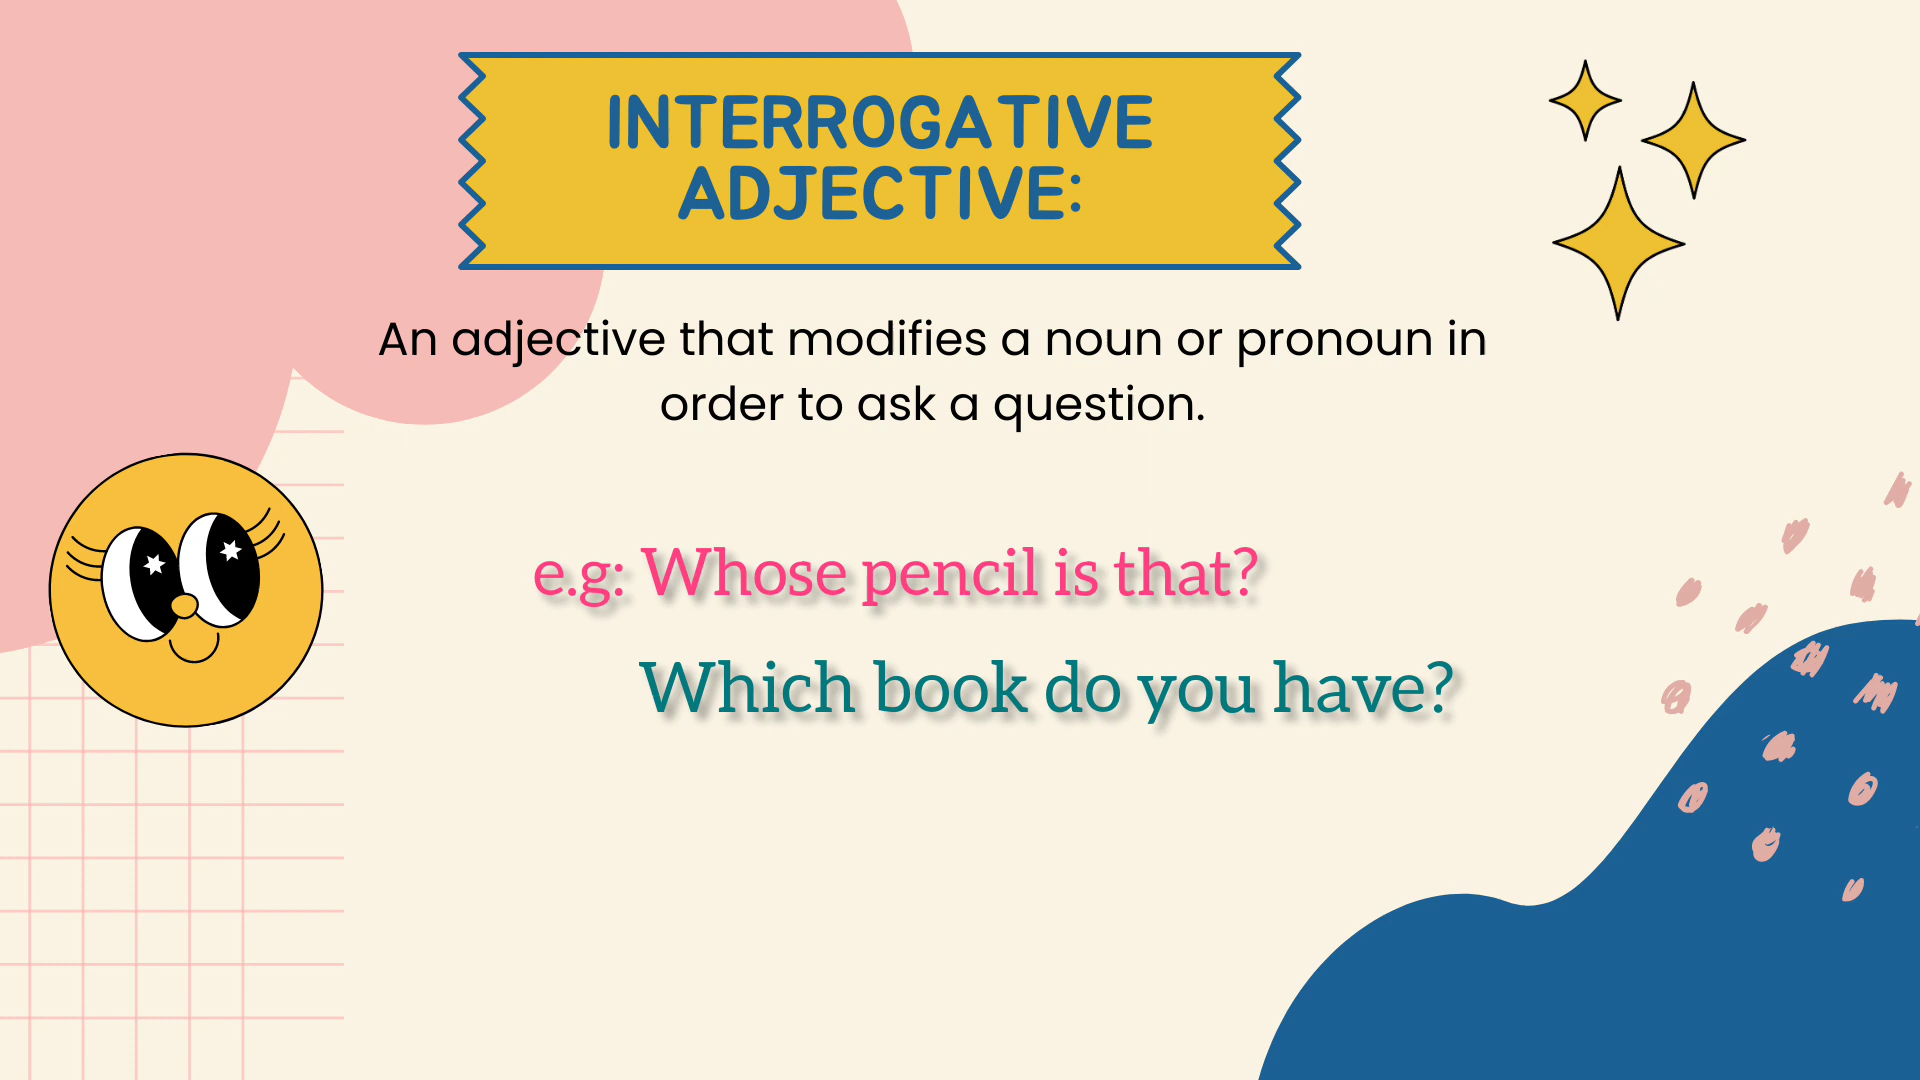 INTERROGATIVE
ADJECTIVE:
An adjective that modifies a noun or pronoun in
order to ask a question.
e.g: Whose pencil is that?
Which book do you have?